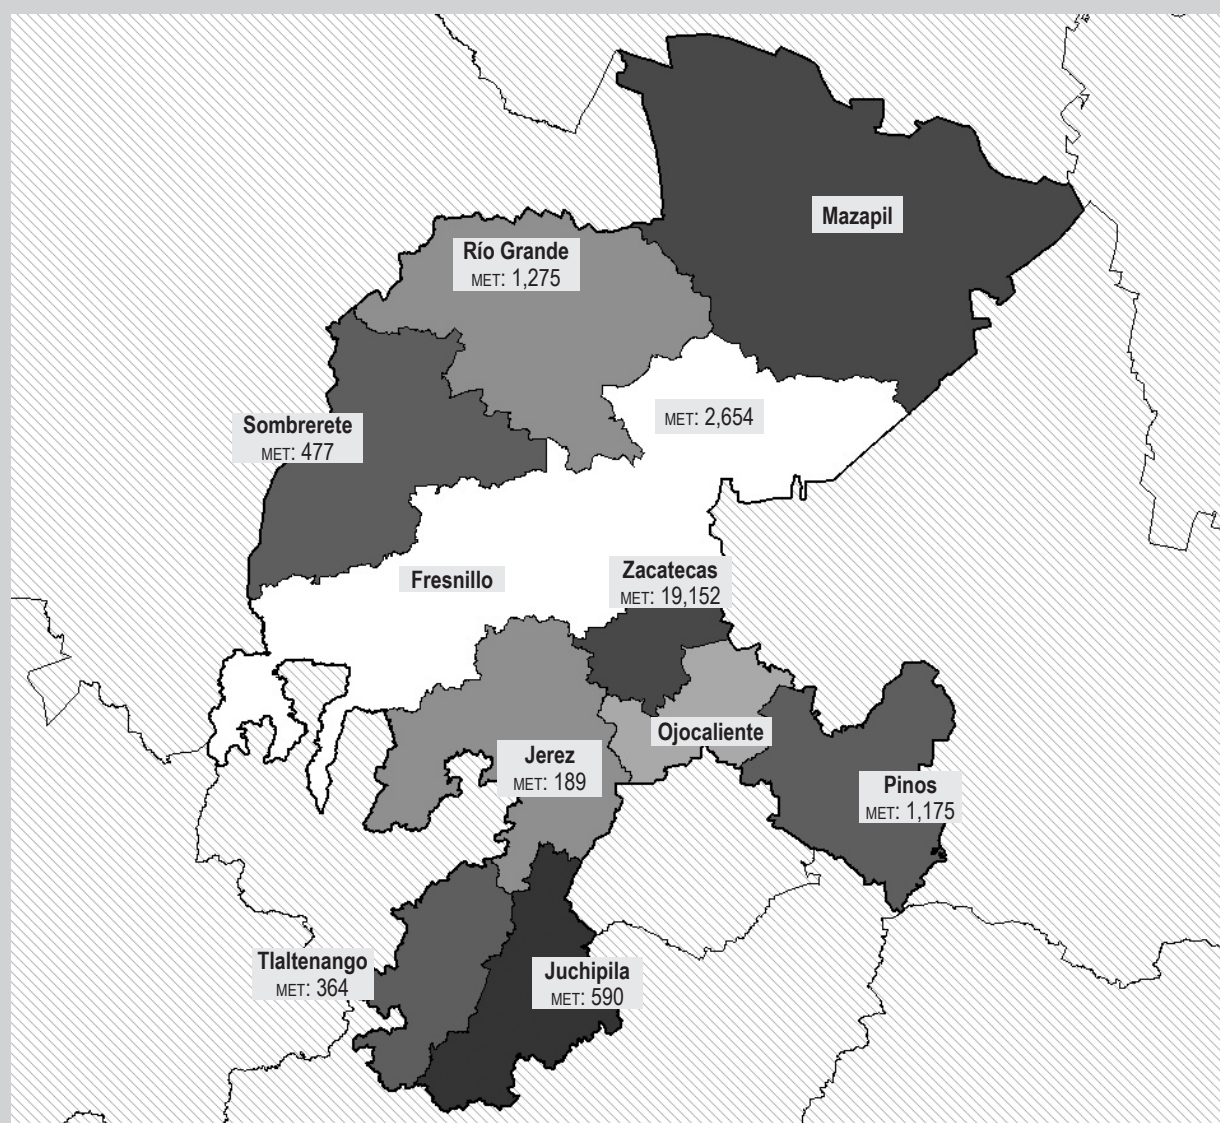 Mazapil
Río Grande
MET: 1,275
Sombrerete
MET: 477
MET: 2,654
Fresnillo
Zacatecas
MET: 19,152
Ojocaliente
Jerez
MET: 189
Pinos
MET: 1,175
Tlaltenango
MET: 364
Juchipila
MET: 590